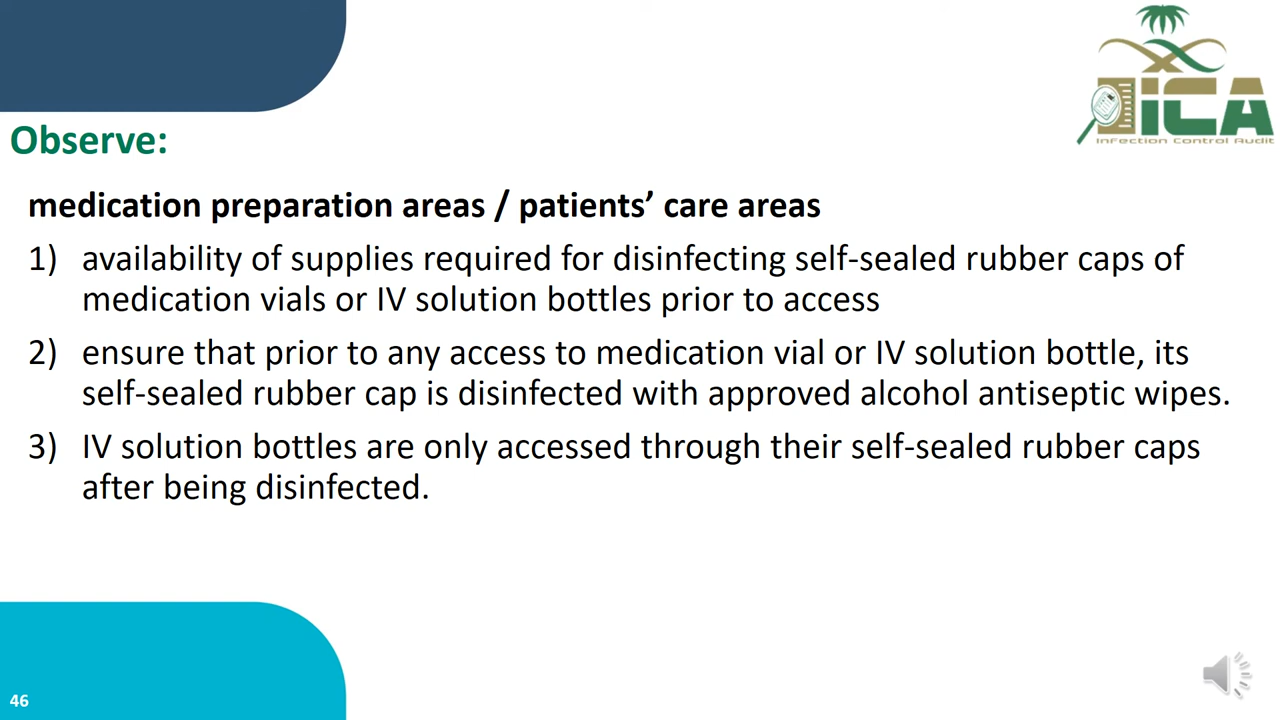 iCA
Infection Control Audit
Observe:
medication preparation areas / patients’ care areas
1) availability of supplies required for disinfecting self-sealed rubber caps of
medication vials or IV solution bottles prior to access
2) ensure that prior to any access to medication vial or IV solution bottle, its
self-sealed rubber cap is disinfected with approved alcohol antiseptic wipes.
3) IV solution bottles are only accessed through their self-sealed rubber caps
after being disinfected.
46